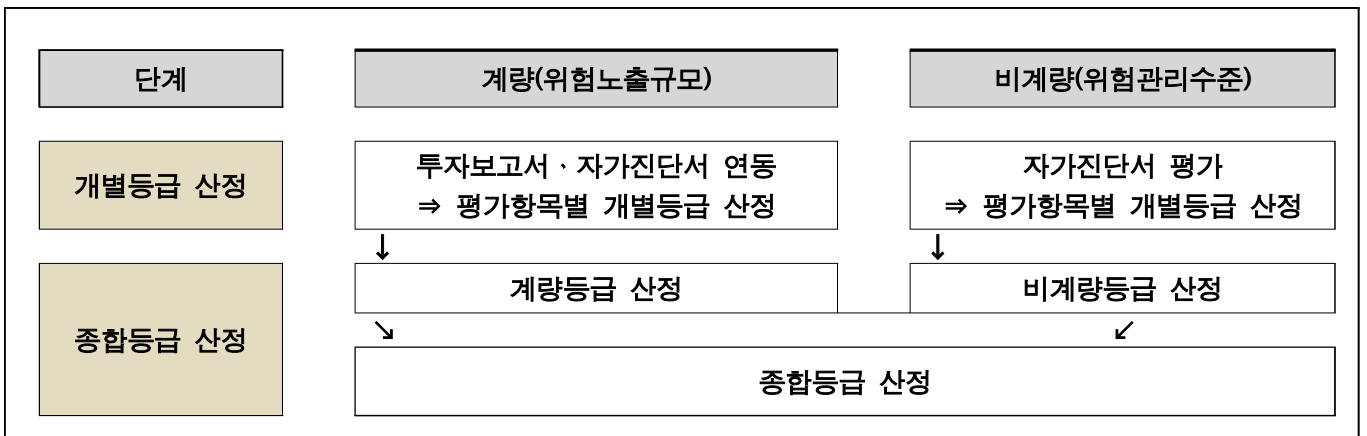 단계
계량(위험노출규모)
비계량(위험관리수준)
개별등급 산정
투자보고서ㆍ자가진단서 연동
⇒ 평가항목별 개별등급 산정
자가진단서 평가
⇒ 평가항목별 개별등급 산정
↓
↓
종합등급 산정
계량등급 산정
비계량등급 산정
↘
↙
종합등급 산정